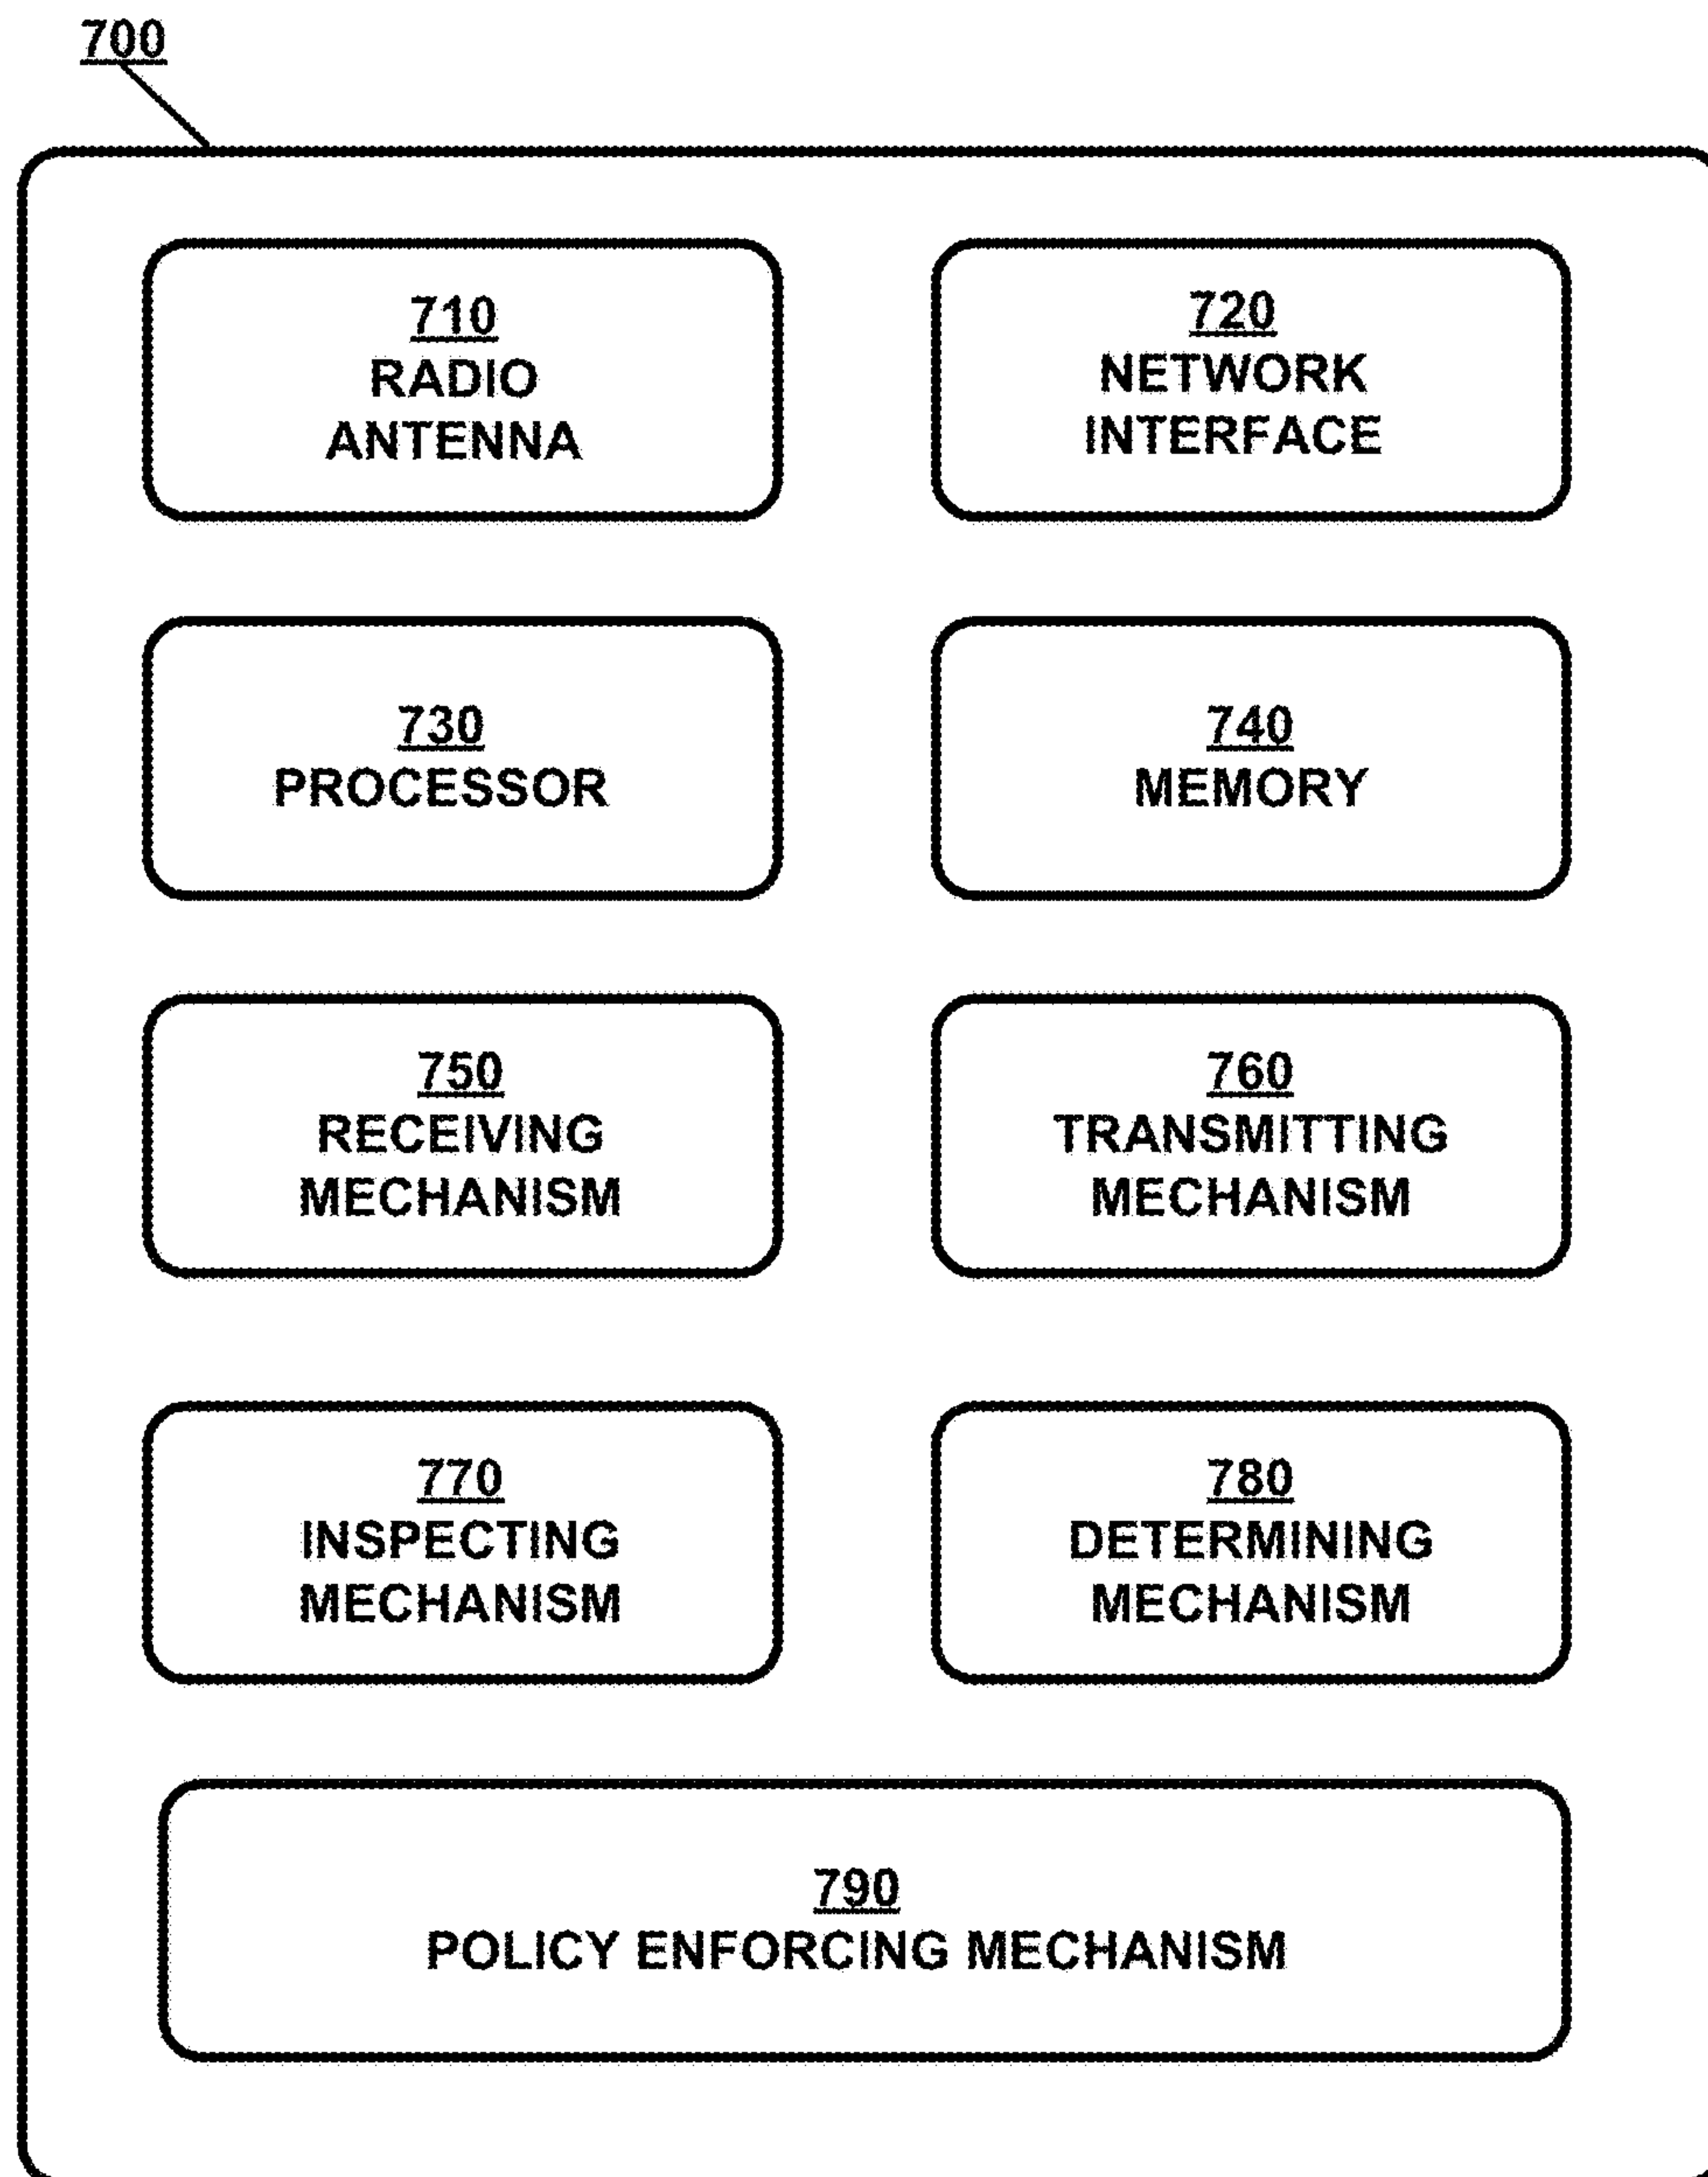 700
710
RADIO
ANTENNA
720
NETWORK
INTERFACE
730
PROCESSOR
740
MEMORY
750
RECEIVING
MECHANISM
760
TRANSMITTING
MECHANISM
770
INSPECTING
MECHANISM
780
DETERMINING
MECHANISM
790
POLICY ENFORCING MECHANISM